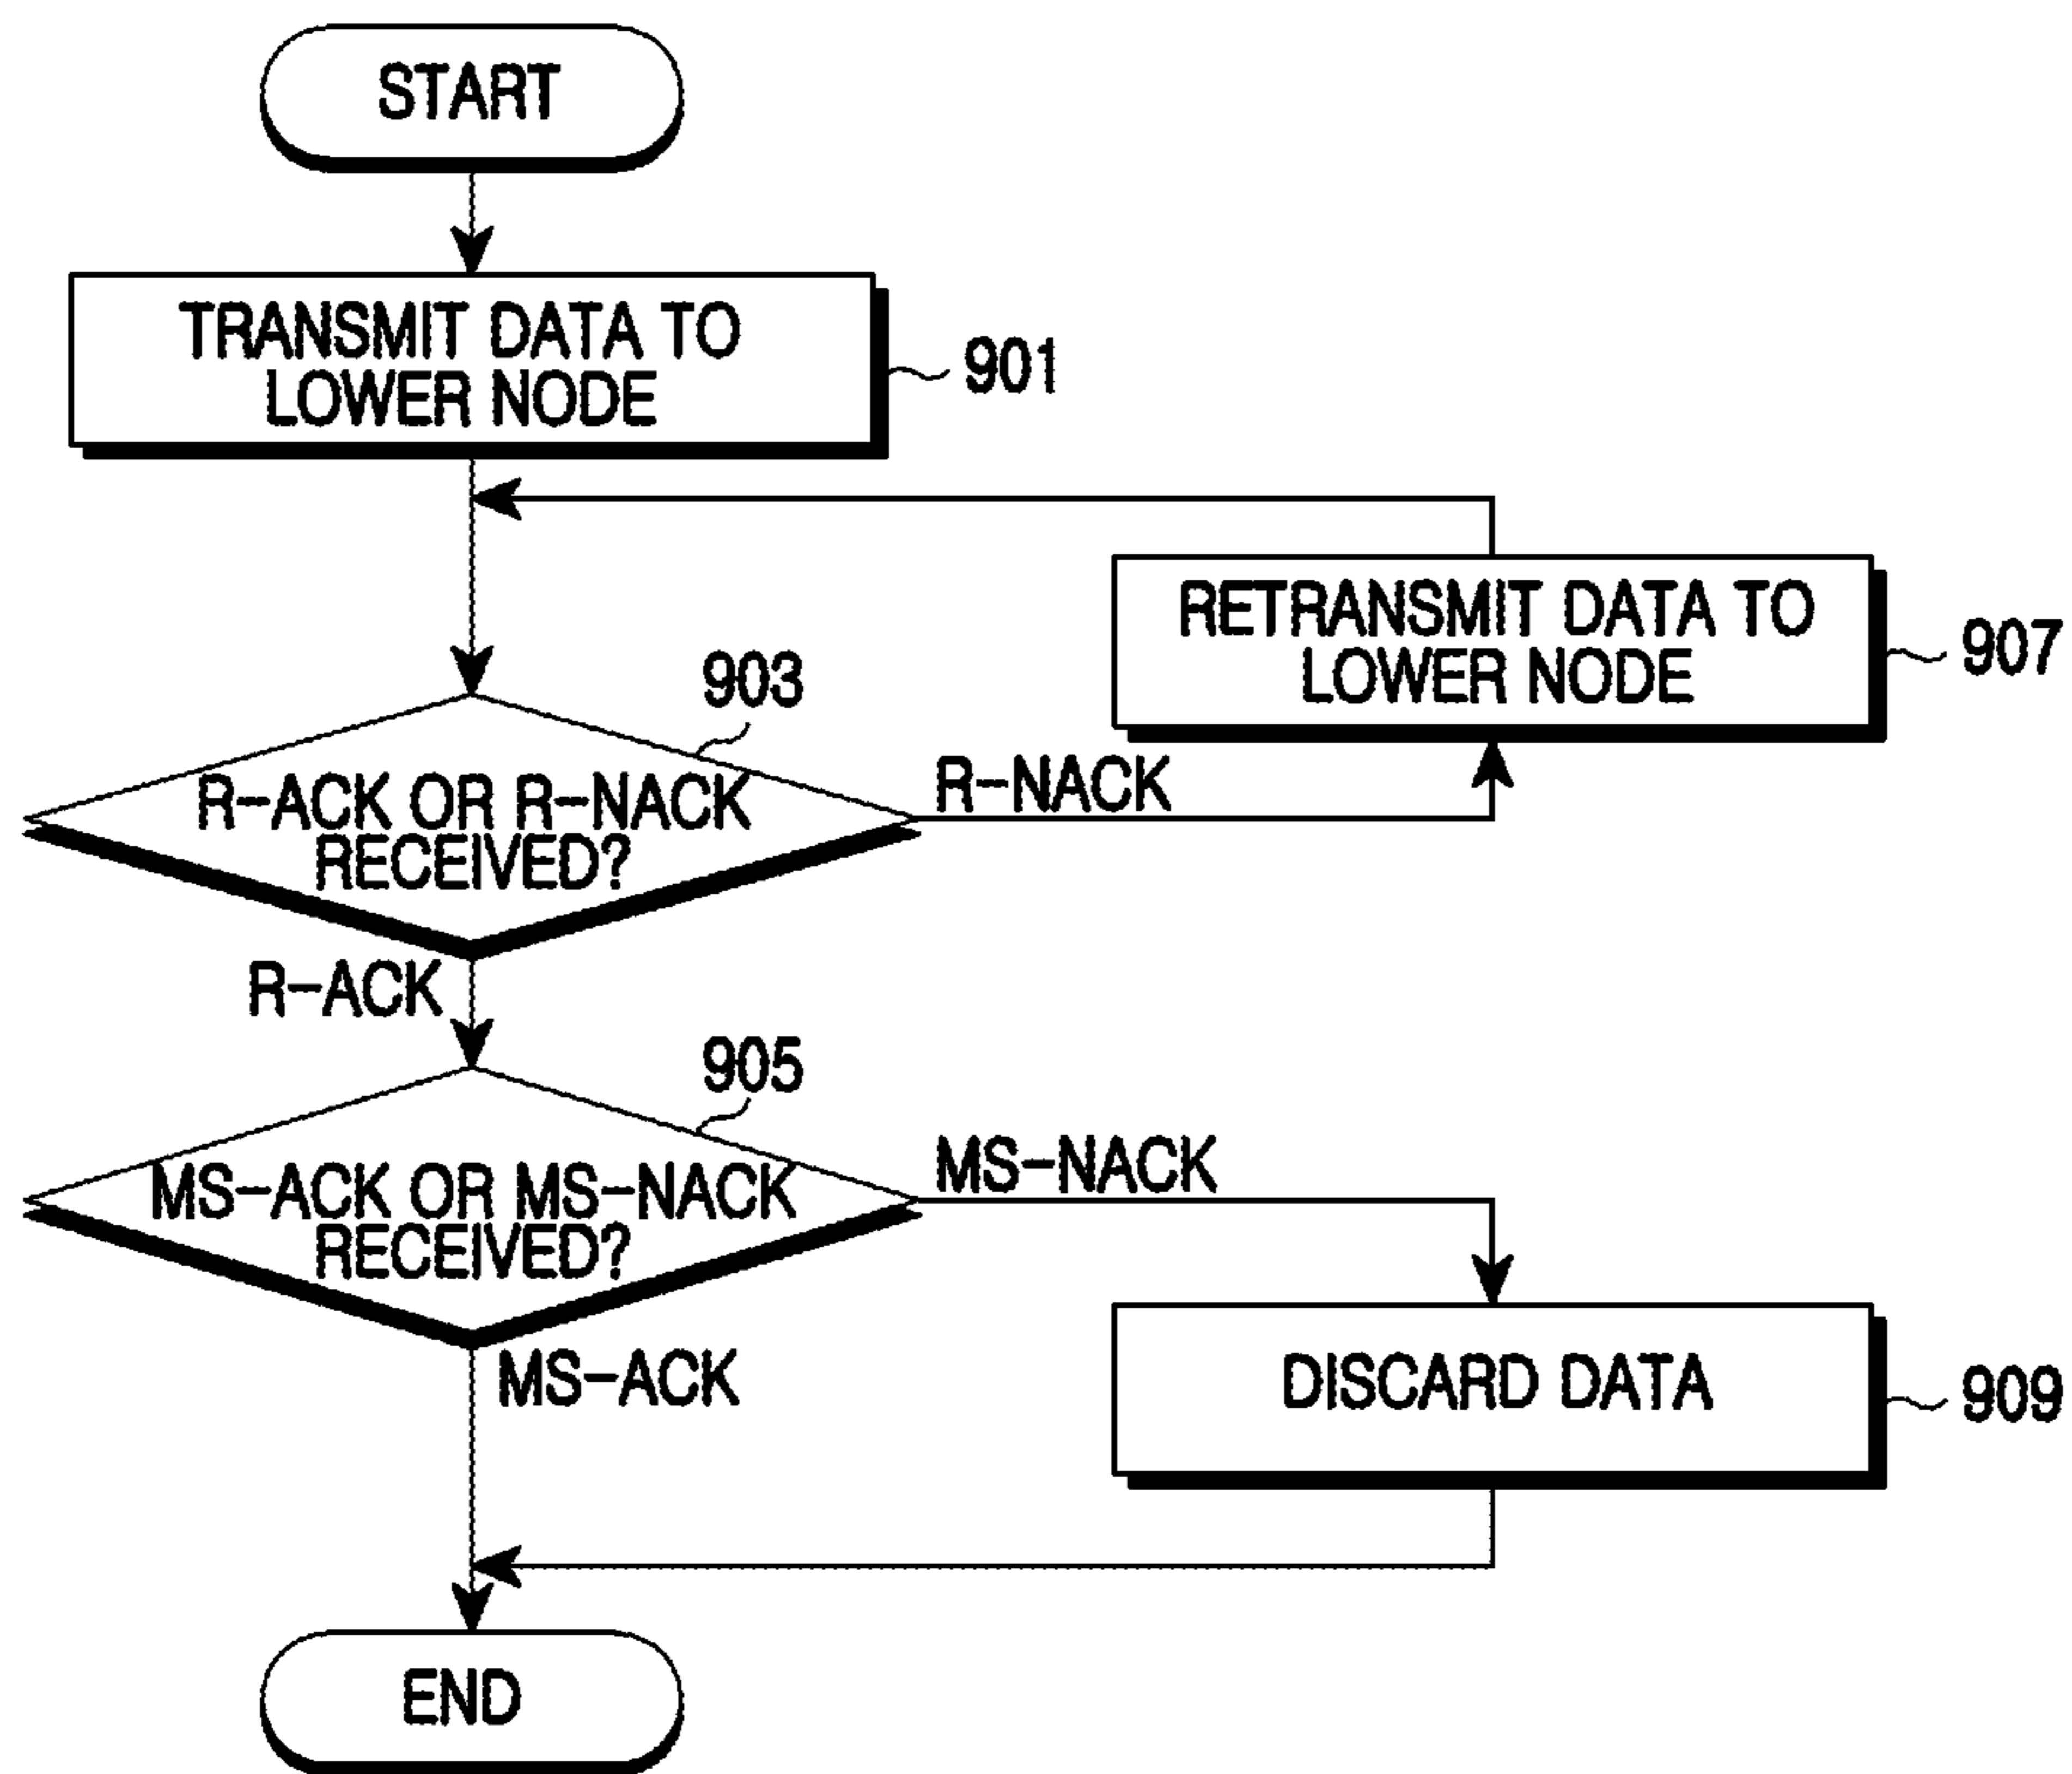 START
TRANSMIT DATA TO
LOWER NODE
901
RETRANSMIT DATA TO
LOWER NODE
907
903
R-ACK OR R-NACK
RECEIVED?
R-NACK
R-ACK
905
MS-ACK OR MS-NACK
RECEIVED?
MS-NACK
MS-ACK
DISCARD DATA
909
END